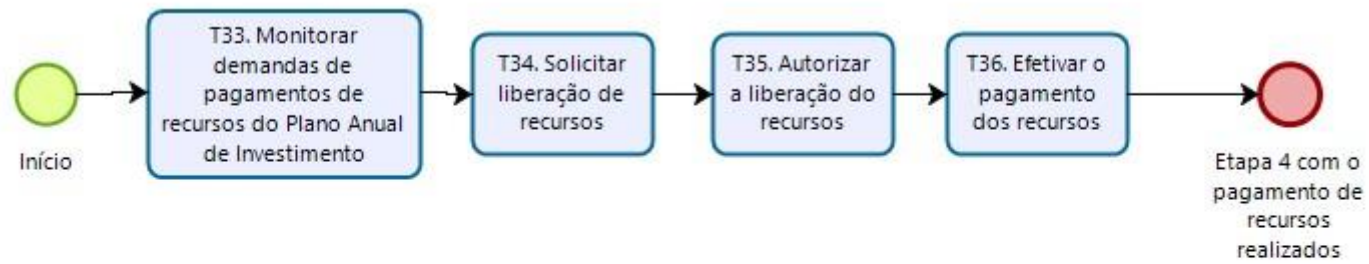 Início
T33. Monitorar
demandas de
pagamentos de
recursos do Plano Anual
de Investimento
T34. Solicitar
liberação de
recursos
T35. Autorizar
a liberação do
recursos
T36. Efetivar o
pagamento
dos recursos
Etapa 4 com o
pagamento de
recursos
realizados